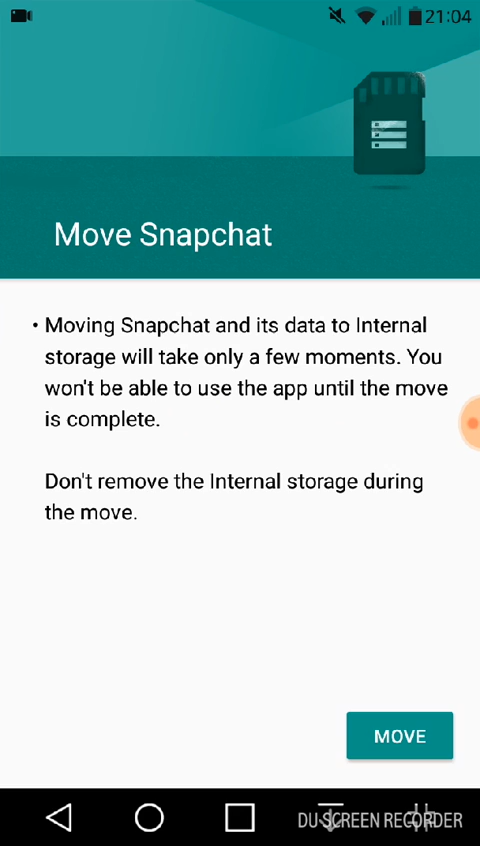 21:04
Move Snapchat
• Moving Snapchat and its data to Internal
storage will take only a few moments. You
won't be able to use the app until the move
is complete.
Don't remove the Internal storage during
the move.
MOVE
DU SCREEN RECORDER